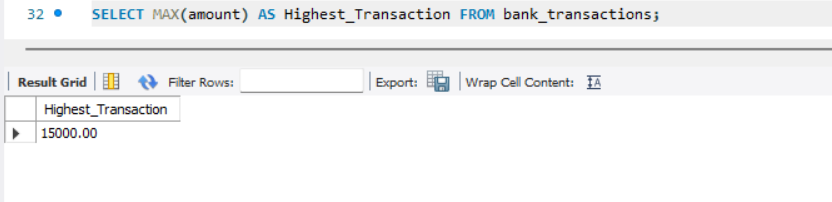 32 SELECT MAX(amount) AS Highest_Transaction FROM bank_transactions;
Result Grid Filter Rows: Export: Wrap Cell Content: IA
Highest_Transaction
15000.00